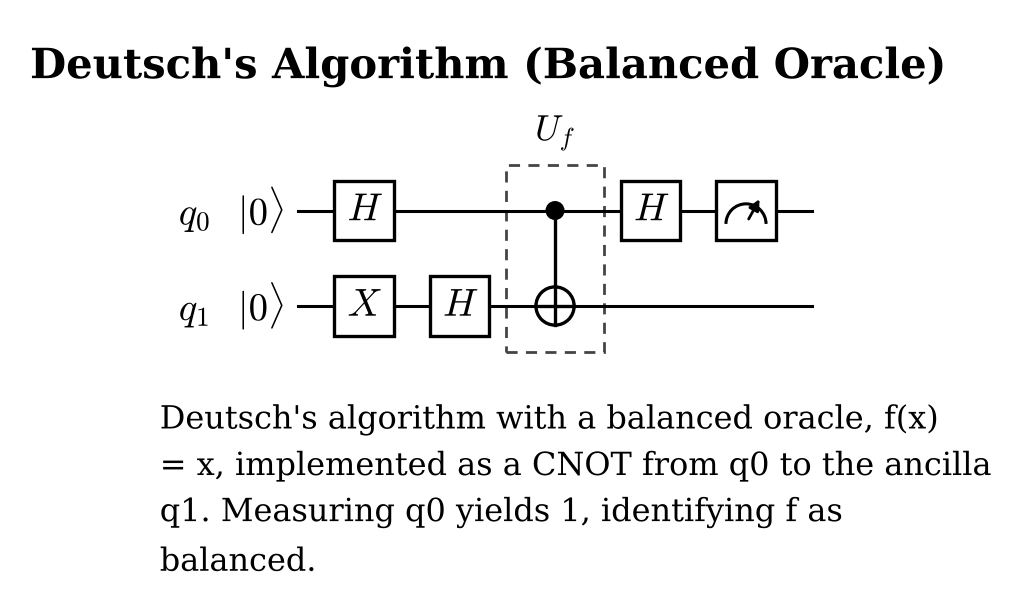 Deutsch's Algorithm (Balanced Oracle)
U_f
q_0 |0⟩ H H
q_1 |0⟩ X H
Deutsch's algorithm with a balanced oracle, f(x)
= x, implemented as a CNOT from q0 to the ancilla
q1. Measuring q0 yields 1, identifying f as
balanced.